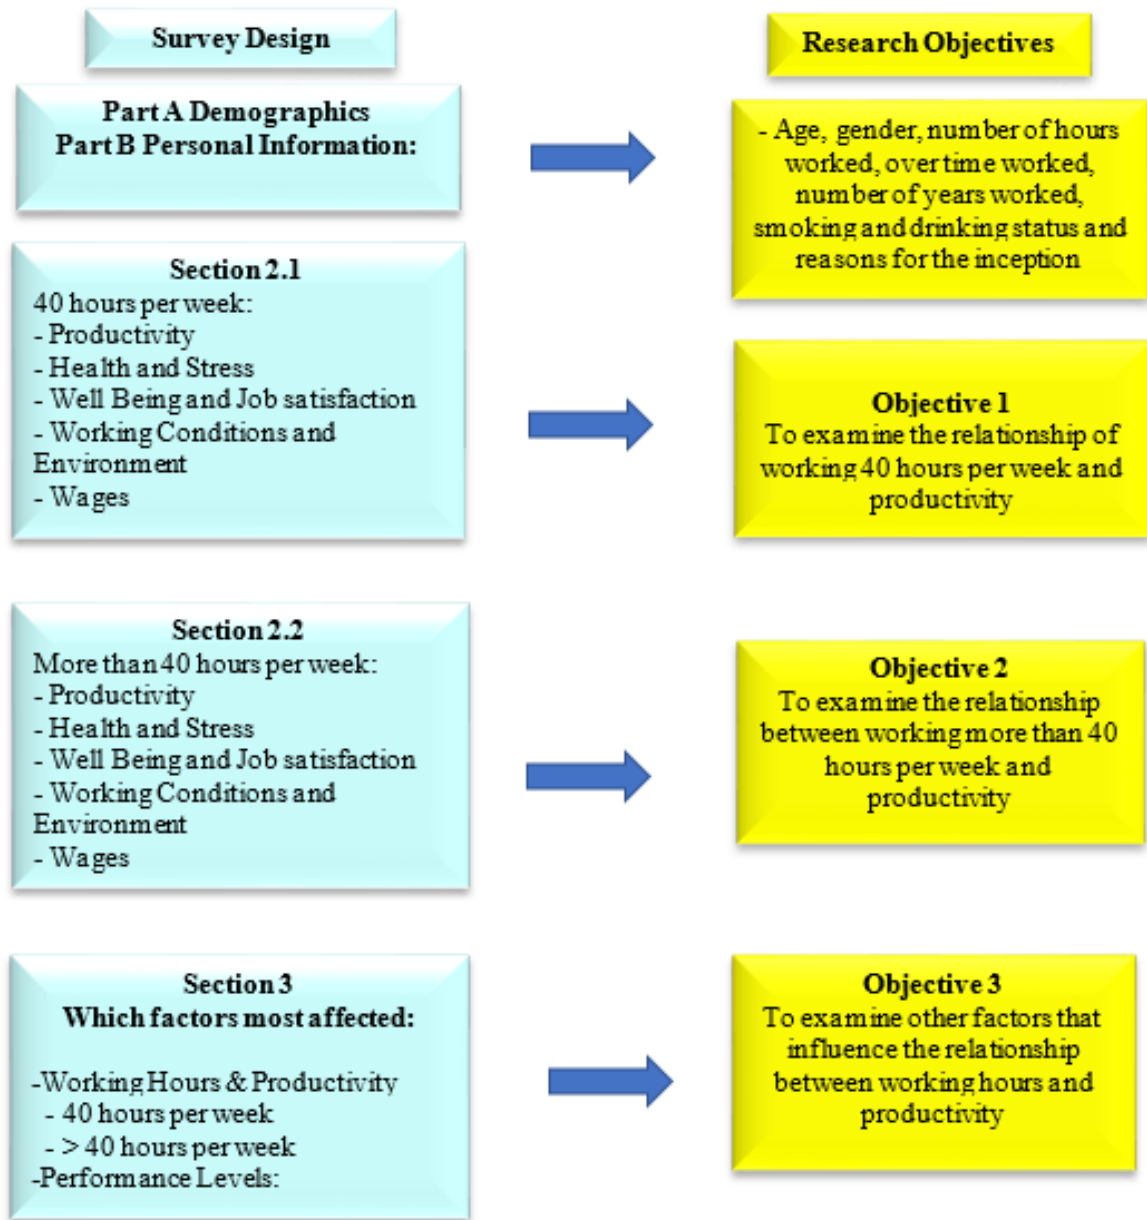 Survey Design
Research Objectives
Part A Demographics
Part B Personal Information:
- Age, gender, number of hours
worked, over time worked,
number of years worked,
smoking and drinking status and
reasons for the inception
Section 2.1
40 hours per week:
- Productivity
- Health and Stress
- Well Being and Job satisfaction
- Working Conditions and
Environment
- Wages
Objective 1
To examine the relationship of
working 40 hours per week and
productivity
Section 2.2
More than 40 hours per week:
- Productivity
- Health and Stress
- Well Being and Job satisfaction
- Working Conditions and
Environment
- Wages
Objective 2
To examine the relationship
between working more than 40
hours per week and
productivity
Section 3
Which factors most affected:
-Working Hours & Productivity
- 40 hours per week
- > 40 hours per week
-Performance Levels:
Objective 3
To examine other factors that
influence the relationship
between working hours and
productivity